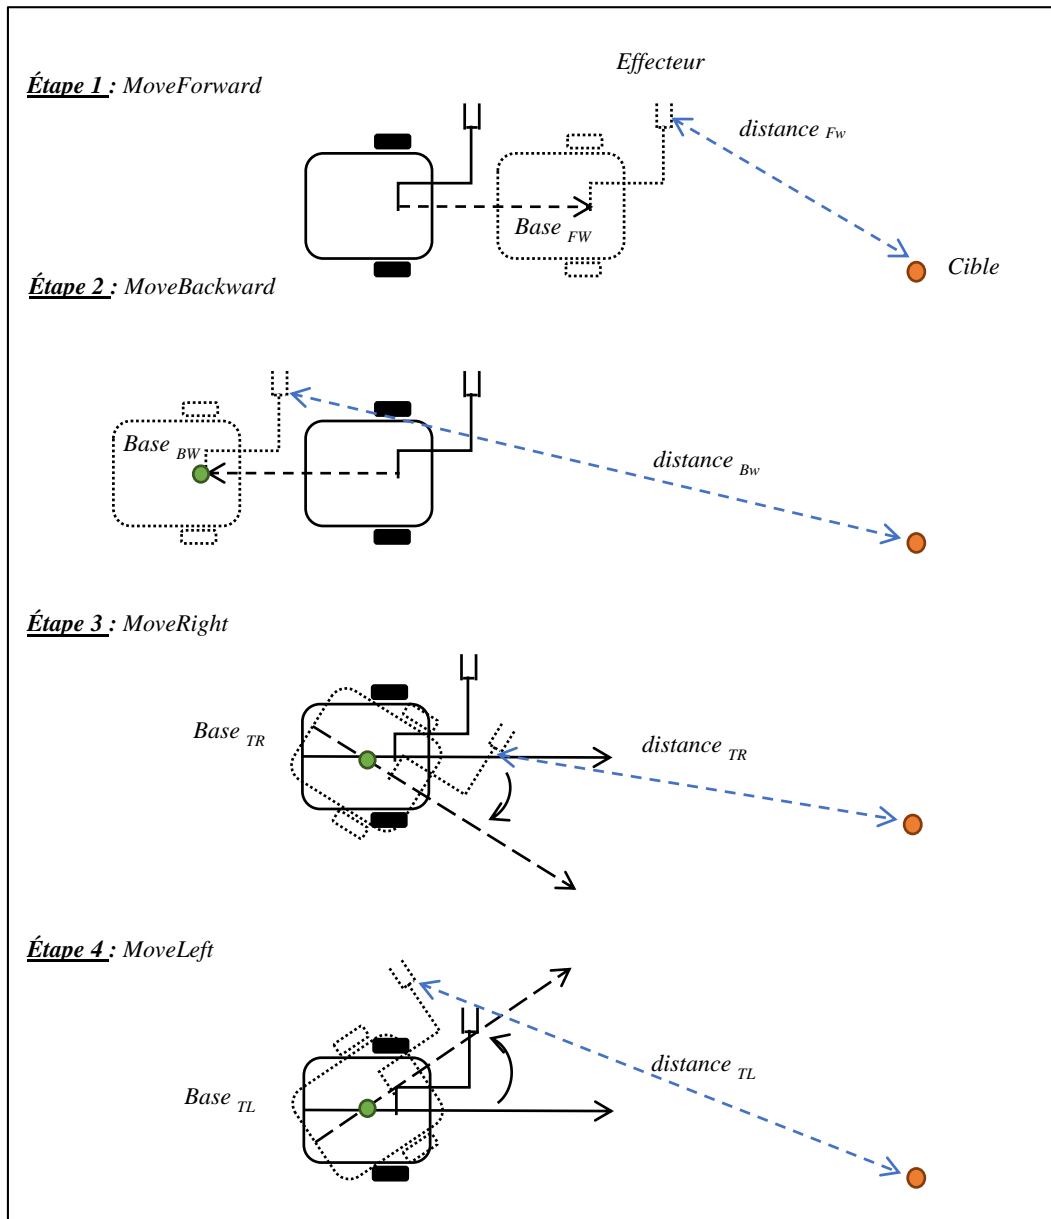 Effecteur
Étape 1 : MoveForward
distance Fw
Base FW
Cible
Étape 2 : MoveBackward
Base BW
distance Bw
Étape 3 : MoveRight
Base TR
distance TR
Étape 4 : MoveLeft
distance TL
Base TL